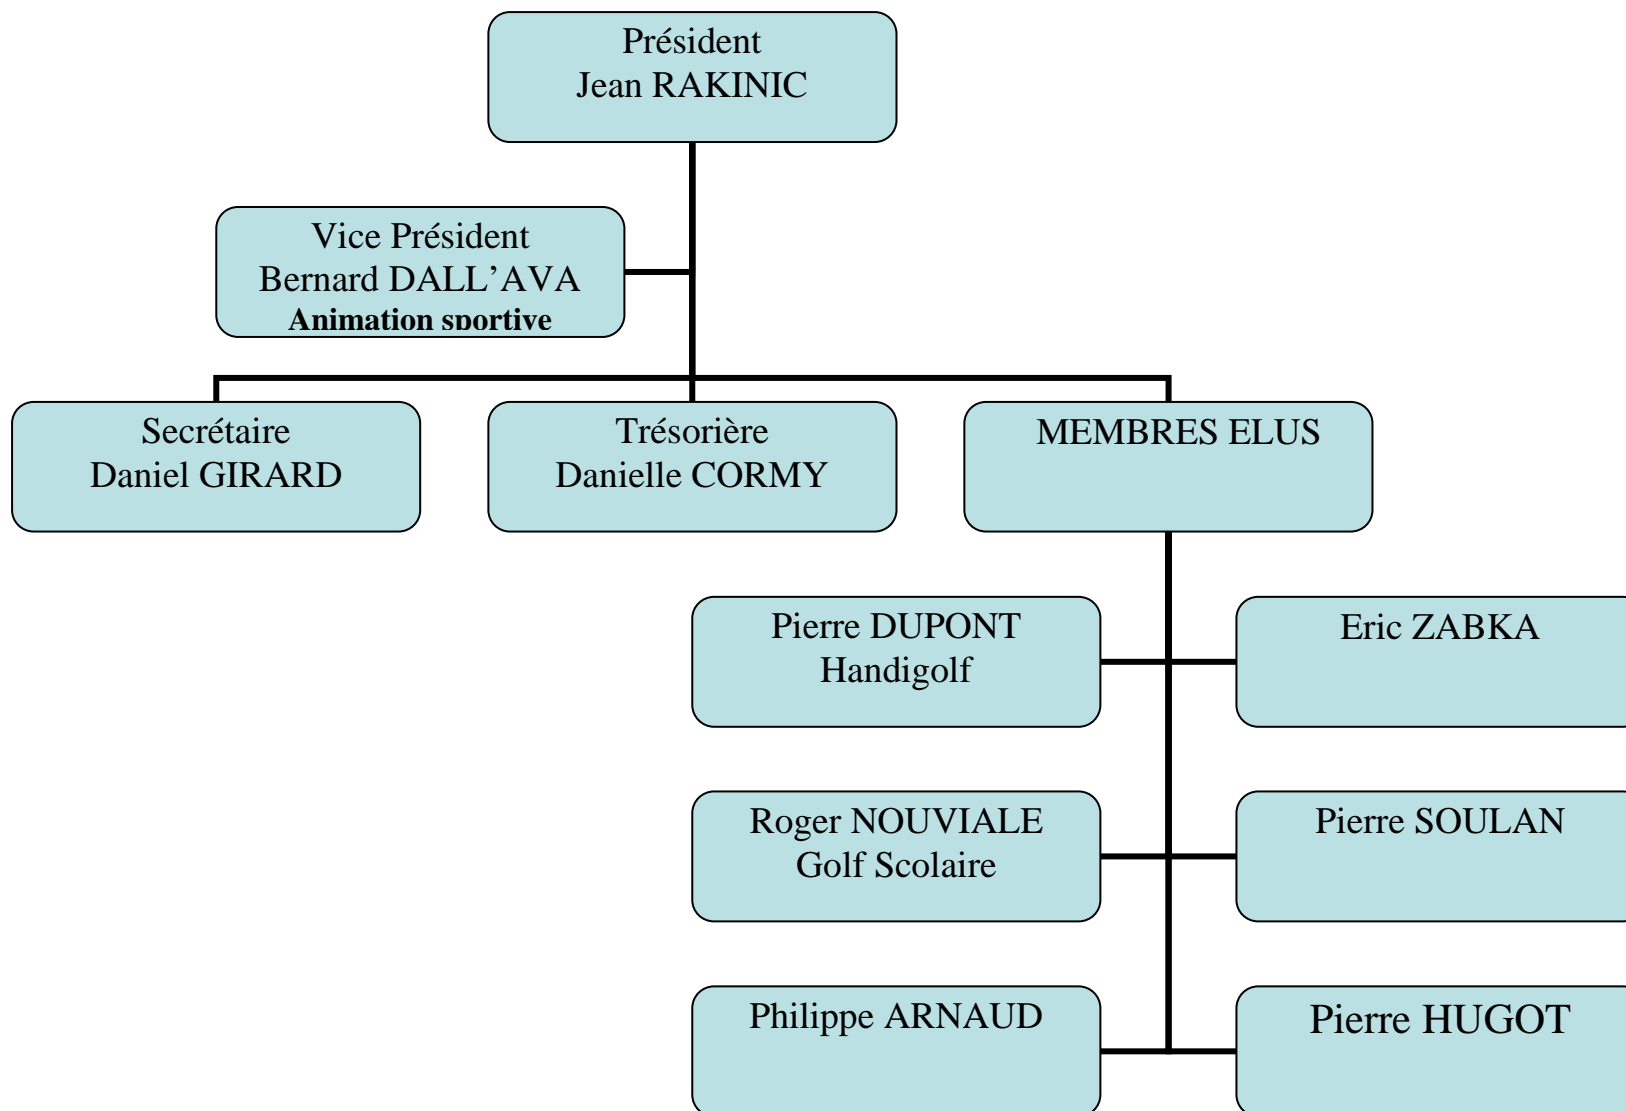 Président
Jean RAKINIC
Vice Président
Bernard DALL’AVA
Animation sportive
Secrétaire
Daniel GIRARD
Trésorière
Danielle CORMY
MEMBRES ELUS
Pierre DUPONT
Handigolf
Eric ZABKA
Roger NOUVIALE
Golf Scolaire
Pierre SOULAN
Philippe ARNAUD
Pierre HUGOT